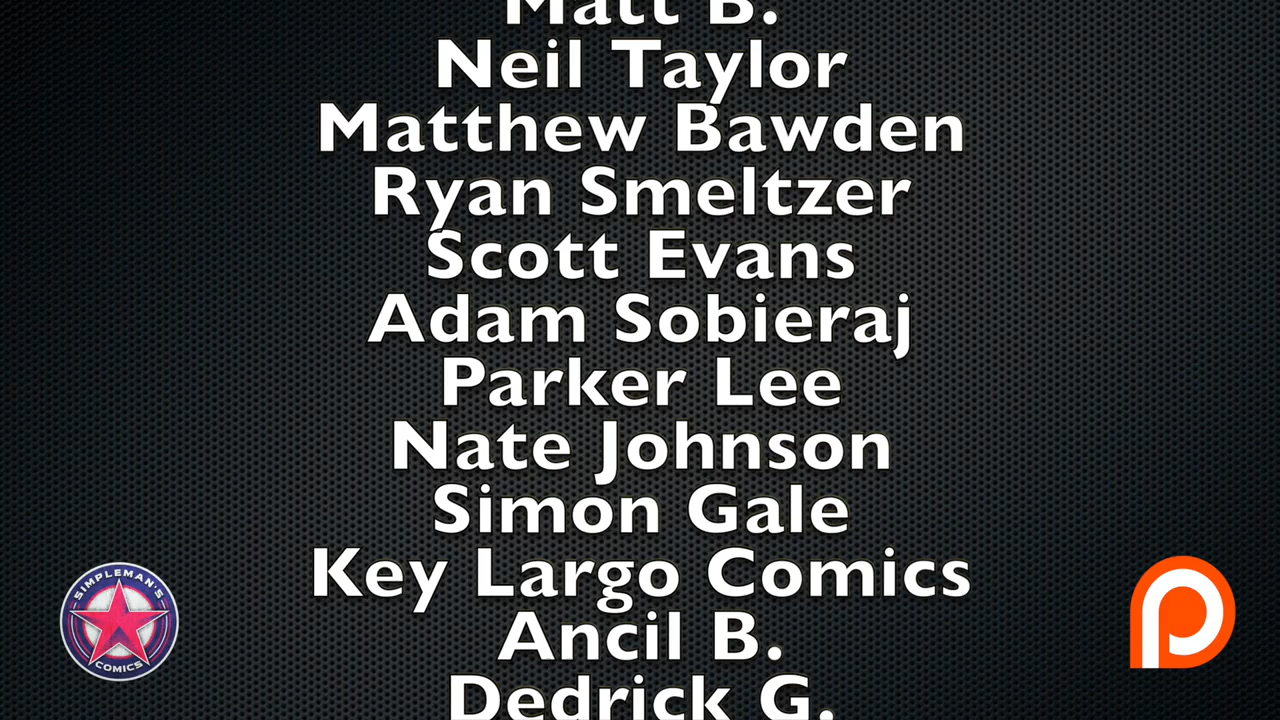 Matt B.
Neil Taylor
Matthew Bawden
Ryan Smeltzer
Scott Evans
Adam Sobieraj
Parker Lee
Nate Johnson
Simon Gale
Key Largo Comics
Ancil B.
Dedrick G.
SIMPLEMAN'S
COMICS